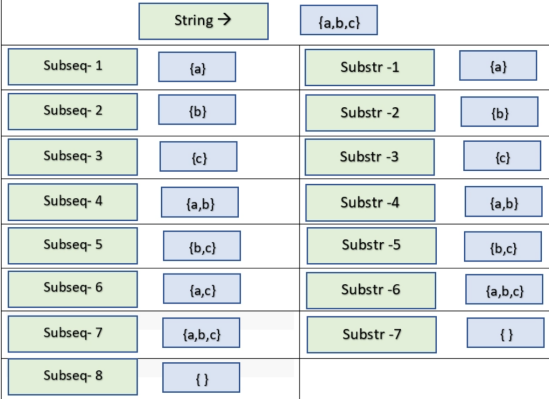 String → {a,b,c}
Subseq- 1 {a} Substr -1 {a}
Subseq- 2 {b} Substr -2 {b}
Subseq- 3 {c} Substr -3 {c}
Subseq- 4 {a,b} Substr -4 {a,b}
Subseq- 5 {b,c} Substr -5 {b,c}
Subseq- 6 {a,c} Substr -6 {a,b,c}
Subseq- 7 {a,b,c} Substr -7 { }
Subseq- 8 { }